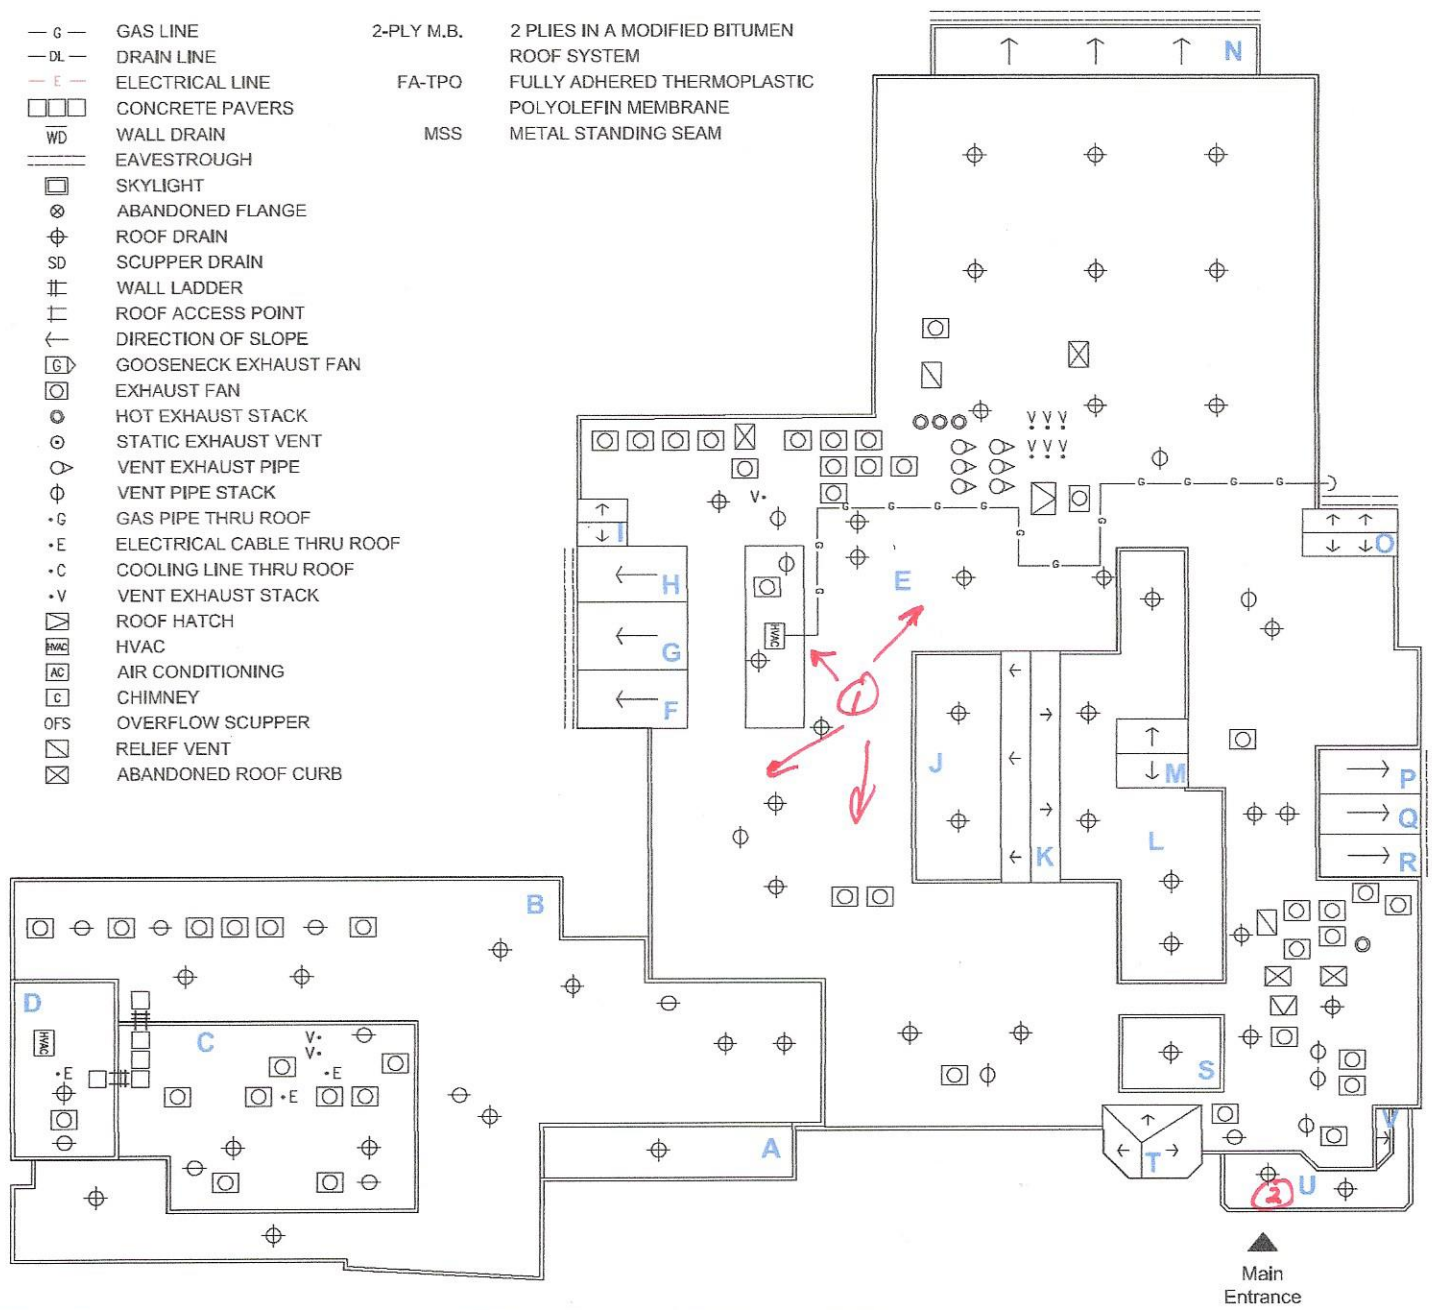 — G — GAS LINE
— DL — DRAIN LINE
— E — ELECTRICAL LINE
CONCRETE PAVERS
WD WALL DRAIN
EAVESTROUGH
SKYLIGHT
ABANDONED FLANGE
ROOF DRAIN
SD SCUPPER DRAIN
WALL LADDER
ROOF ACCESS POINT
DIRECTION OF SLOPE
G GOOSENECK EXHAUST FAN
EXHAUST FAN
HOT EXHAUST STACK
STATIC EXHAUST VENT
VENT EXHAUST PIPE
VENT PIPE STACK
•G GAS PIPE THRU ROOF
•E ELECTRICAL CABLE THRU ROOF
•C COOLING LINE THRU ROOF
•V VENT EXHAUST STACK
ROOF HATCH
HVAC HVAC
AC AIR CONDITIONING
C CHIMNEY
OFS OVERFLOW SCUPPER
RELIEF VENT
ABANDONED ROOF CURB
2-PLY M.B. 2 PLIES IN A MODIFIED BITUMEN
ROOF SYSTEM
FA-TPO FULLY ADHERED THERMOPLASTIC
POLYOLEFIN MEMBRANE
MSS METAL STANDING SEAM
N
V V V
V V V
G G G G
V•
G G G G
G
G
G
G
G
I
O
H
E
G
HVAC
F
1
J
K
M
L
P
Q
R
B
D
C
HVAC
V•
V•
•E
•E
•E
A
S
T
V
U
2
Main
Entrance